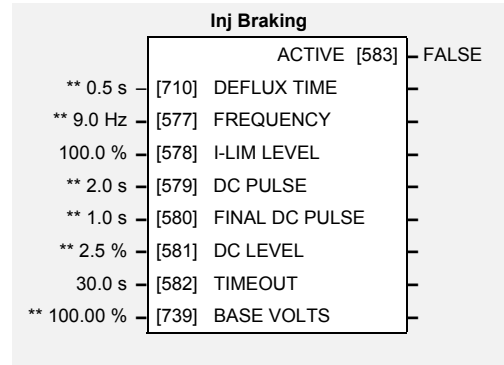 Inj Braking
ACTIVE [583] – FALSE
** 0.5 s – [710] DEFLUX TIME –
** 9.0 Hz – [577] FREQUENCY –
100.0 % – [578] I-LIM LEVEL –
** 2.0 s – [579] DC PULSE –
** 1.0 s – [580] FINAL DC PULSE –
** 2.5 % – [581] DC LEVEL –
30.0 s – [582] TIMEOUT –
** 100.00 % – [739] BASE VOLTS –